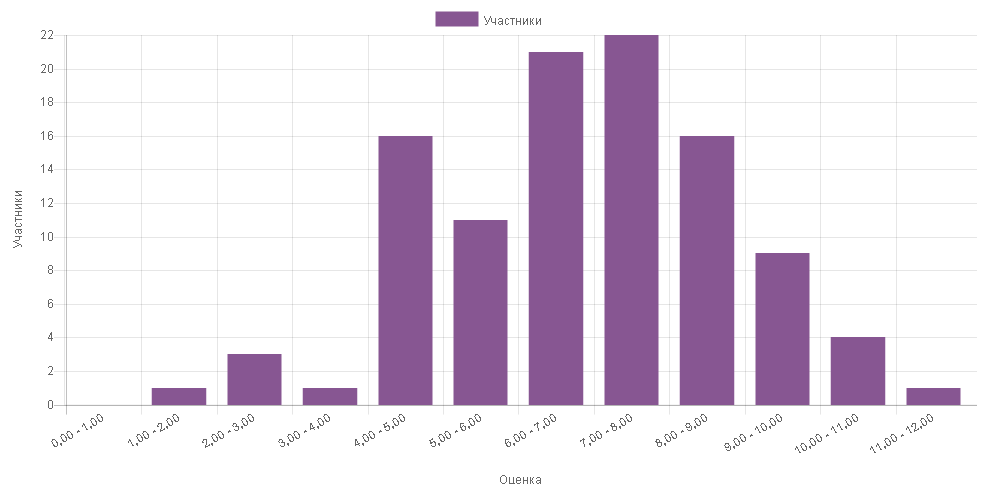 Участники
22
20
18
16
14
12
10
8
6
4
2
0
Участники
0,00 - 1,00
1,00 - 2,00
2,00 - 3,00
3,00 - 4,00
4,00 - 5,00
5,00 - 6,00
6,00 - 7,00
7,00 - 8,00
8,00 - 9,00
9,00 - 10,00
10,00 - 11,00
11,00 - 12,00
Оценка